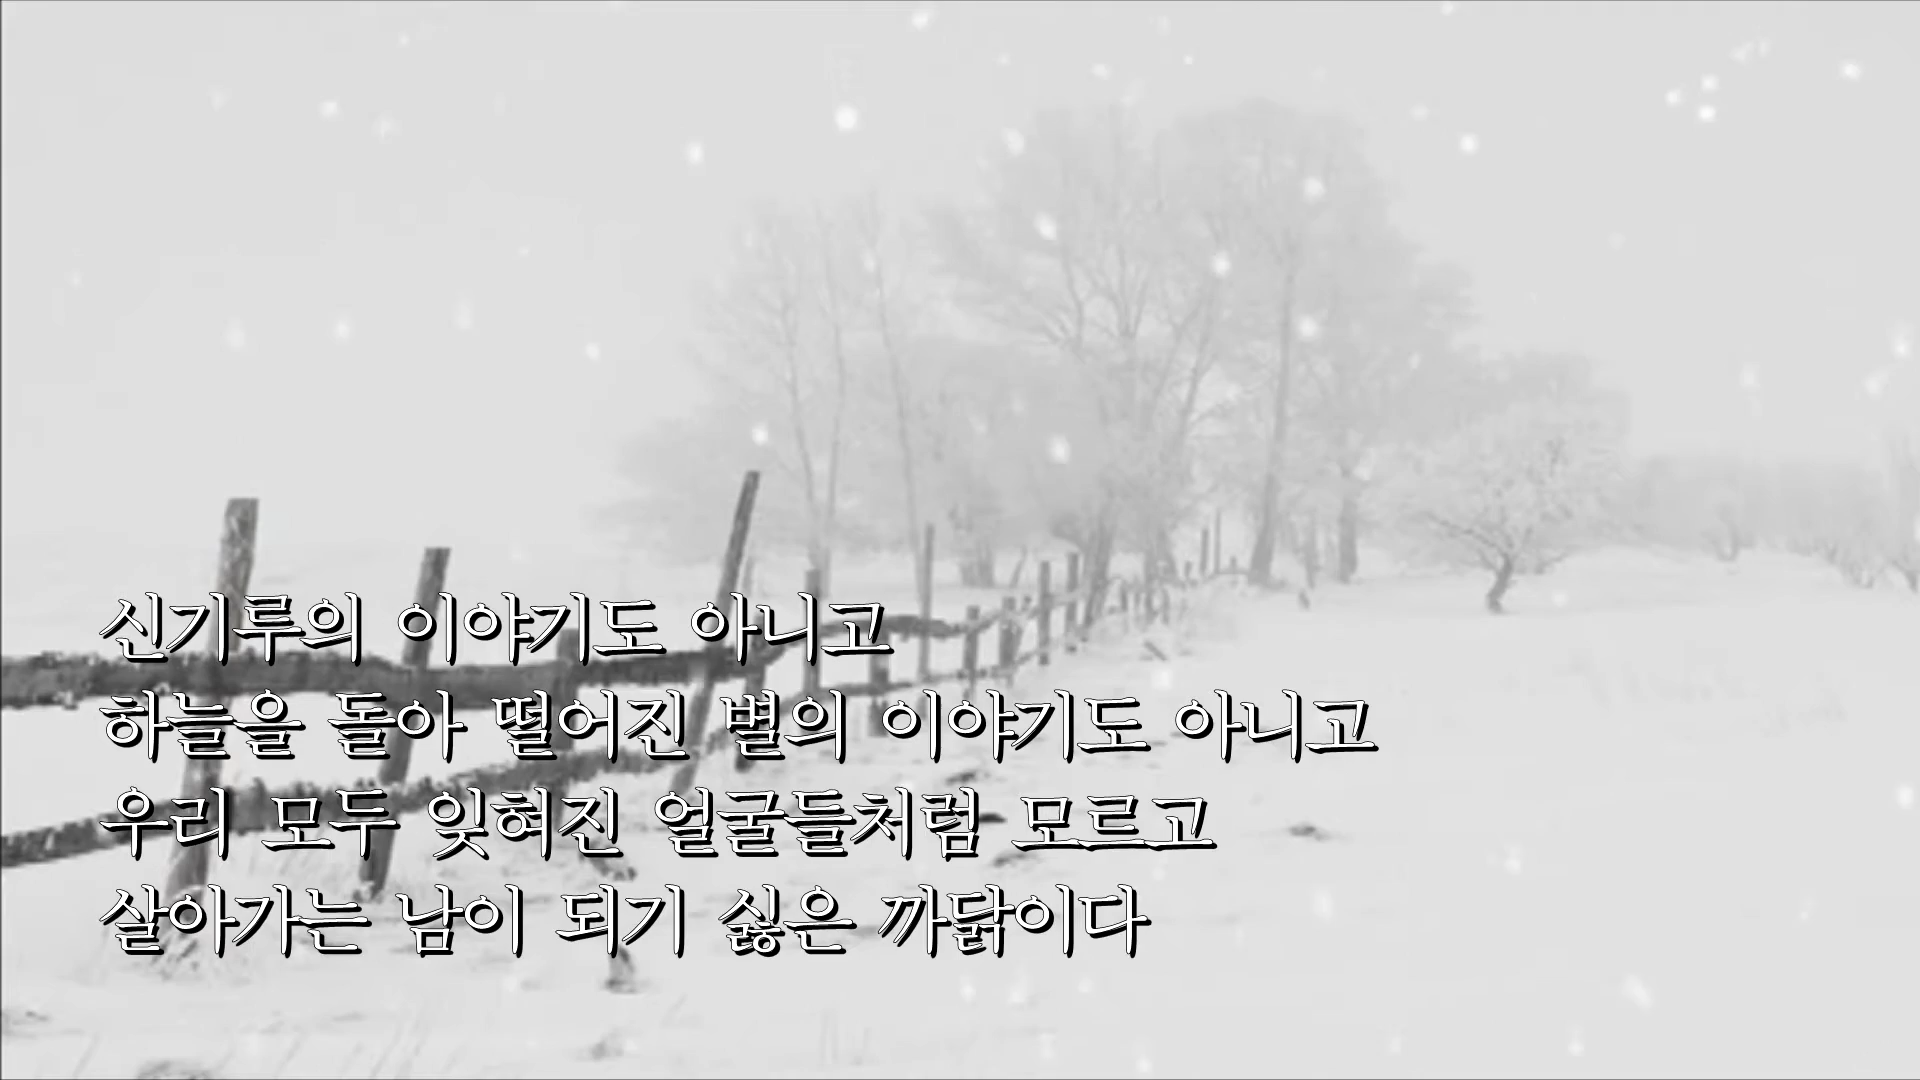 신기루의 이야기도 아니고
하늘을 돌아 떨어진 별의 이야기도 아니고
우리 모두 잊혀진 얼굴들처럼 모르고
살아가는 남이 되기 싫은 까닭이다